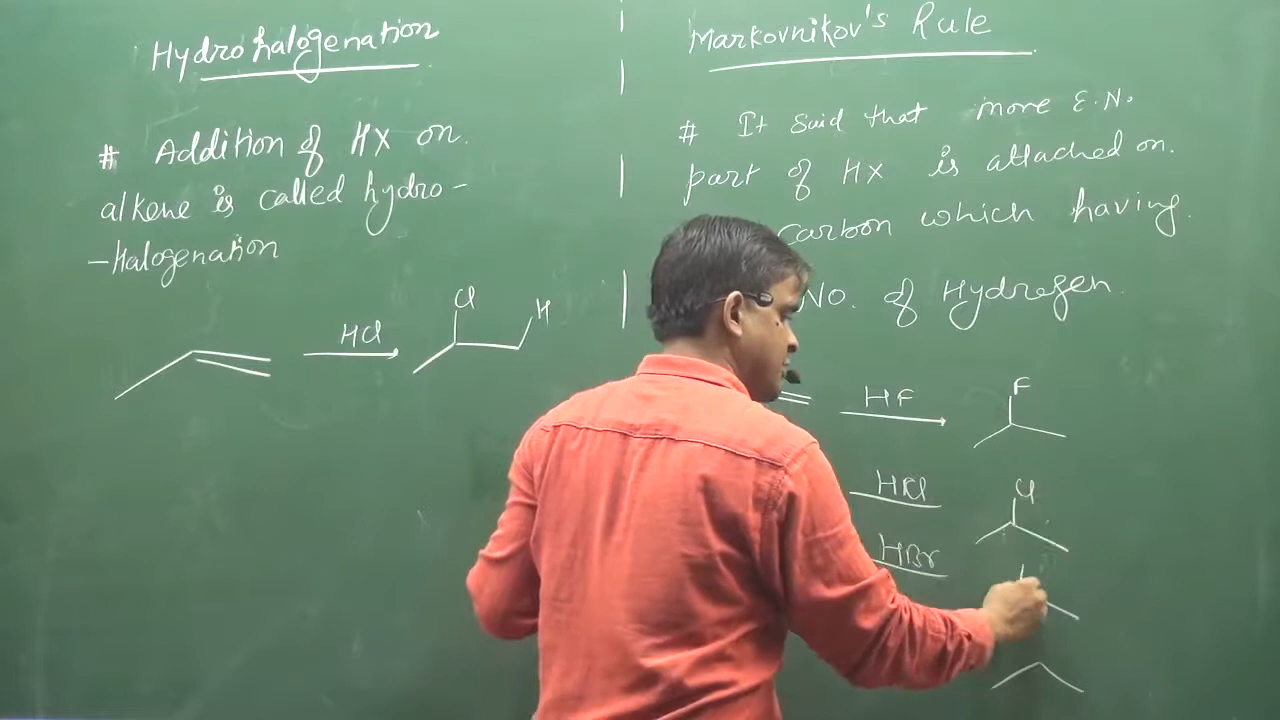 Hydrohalogenation
# Addition of HX on
alkene is called hydro-
-Halogenation
HCl
Cl
H
Markovnikov's Rule
# It said that more E.N.
part of HX is attached on.
carbon which having.
No. of Hydrogen.
HF
F
HCl
Cl
HBr